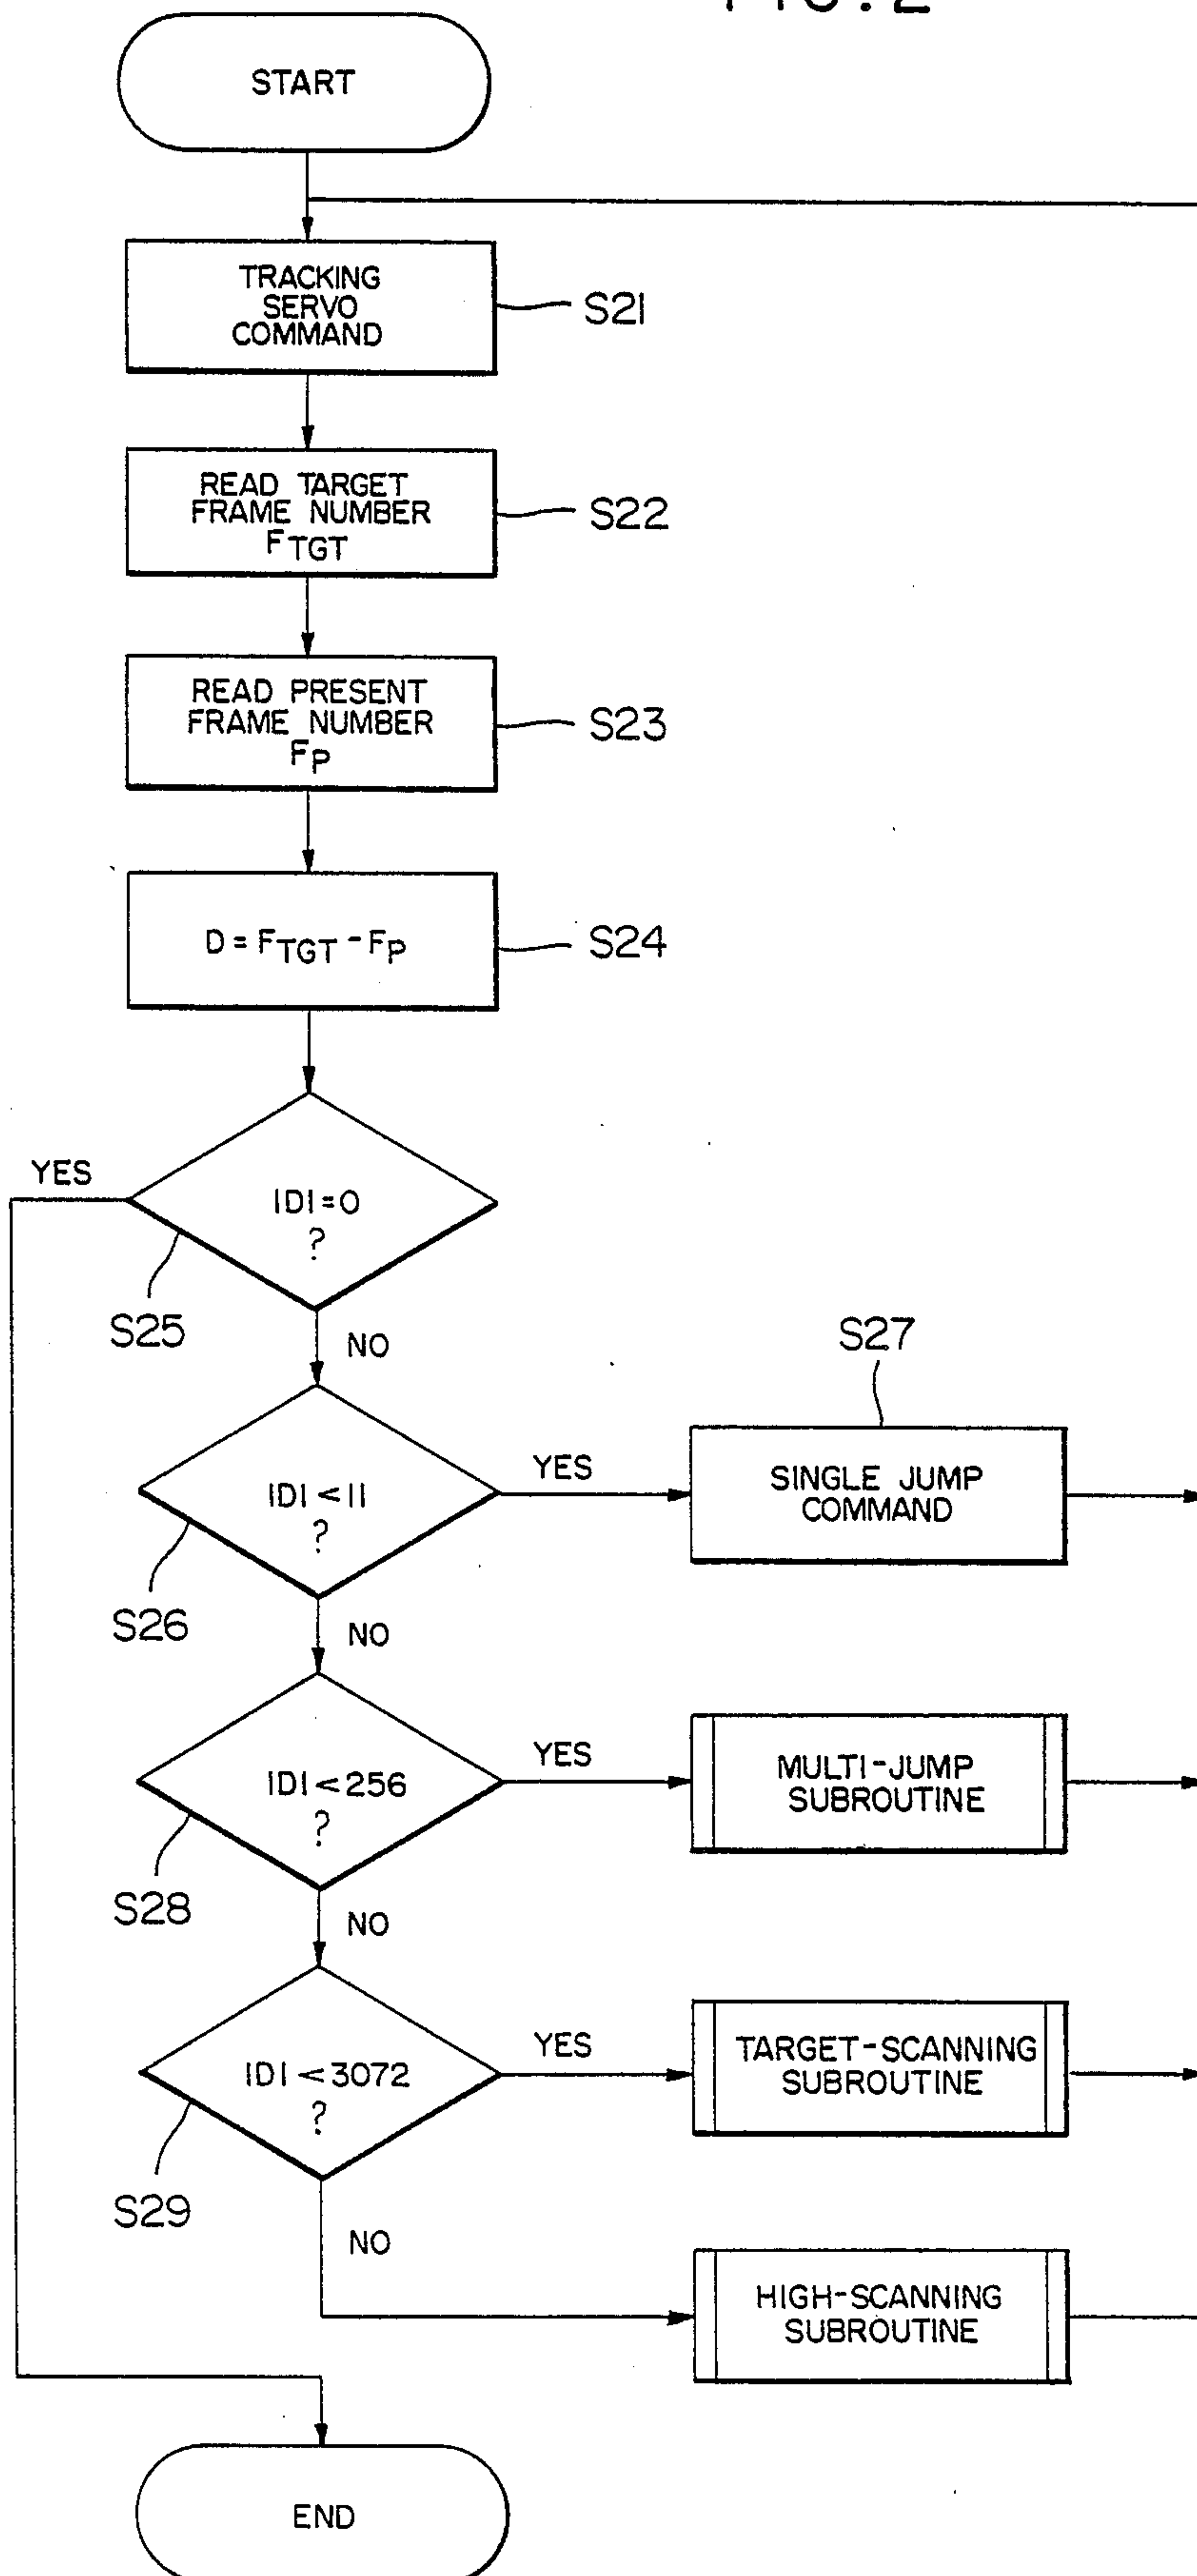 FIG. 2
START
TRACKING
SERVO
COMMAND
S21
READ TARGET
FRAME NUMBER
FTGT
S22
READ PRESENT
FRAME NUMBER
FP
S23
D = FTGT - FP
S24
YES
|D|=0
?
S25
NO
S27
|D|<11
?
YES
SINGLE JUMP
COMMAND
S26
NO
|D|<256
?
YES
MULTI-JUMP
SUBROUTINE
S28
NO
|D|<3072
?
YES
TARGET-SCANNING
SUBROUTINE
S29
NO
HIGH-SCANNING
SUBROUTINE
END